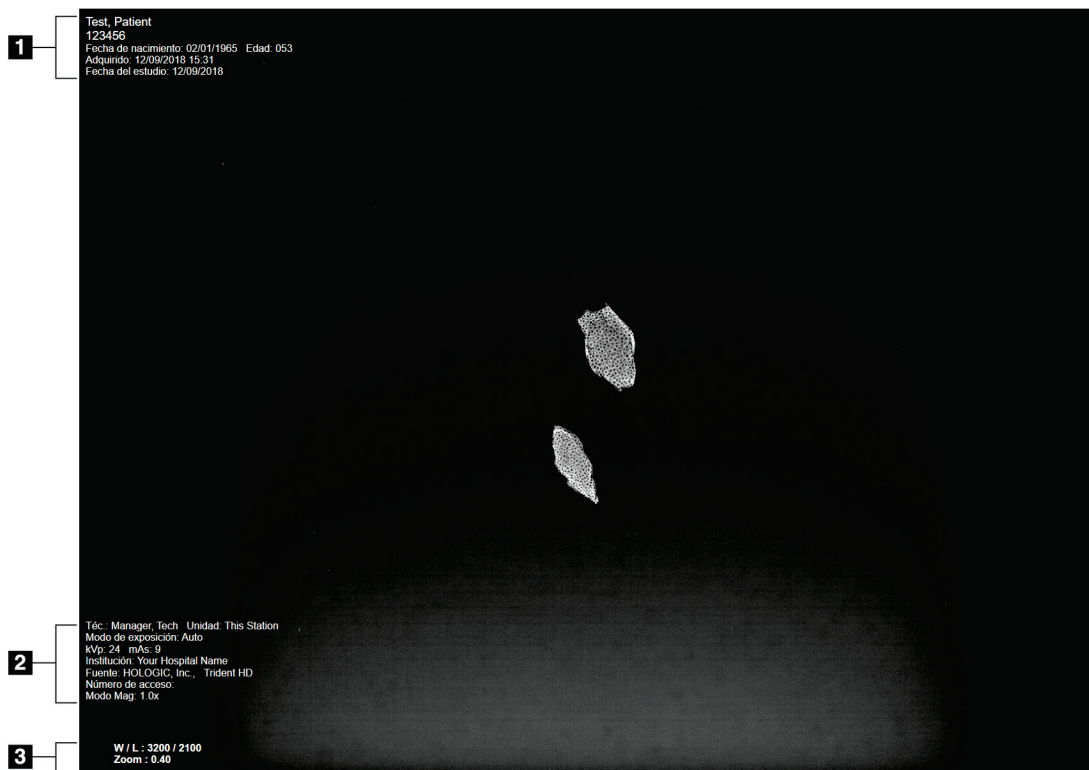 1
Test, Patient
123456
Fecha de nacimiento: 02/01/1965 Edad: 053
Adquirido: 12/09/2018 15:31
Fecha del estudio: 12/09/2018
2
Téc.: Manager, Tech Unidad: This Station
Modo de exposición: Auto
kVp: 24 mAs: 9
Institución: Your Hospital Name
Fuente: HOLOGIC, Inc., Trident HD
Número de acceso:
Modo Mag: 1.0x
3
W / L : 3200 / 2100
Zoom : 0.40